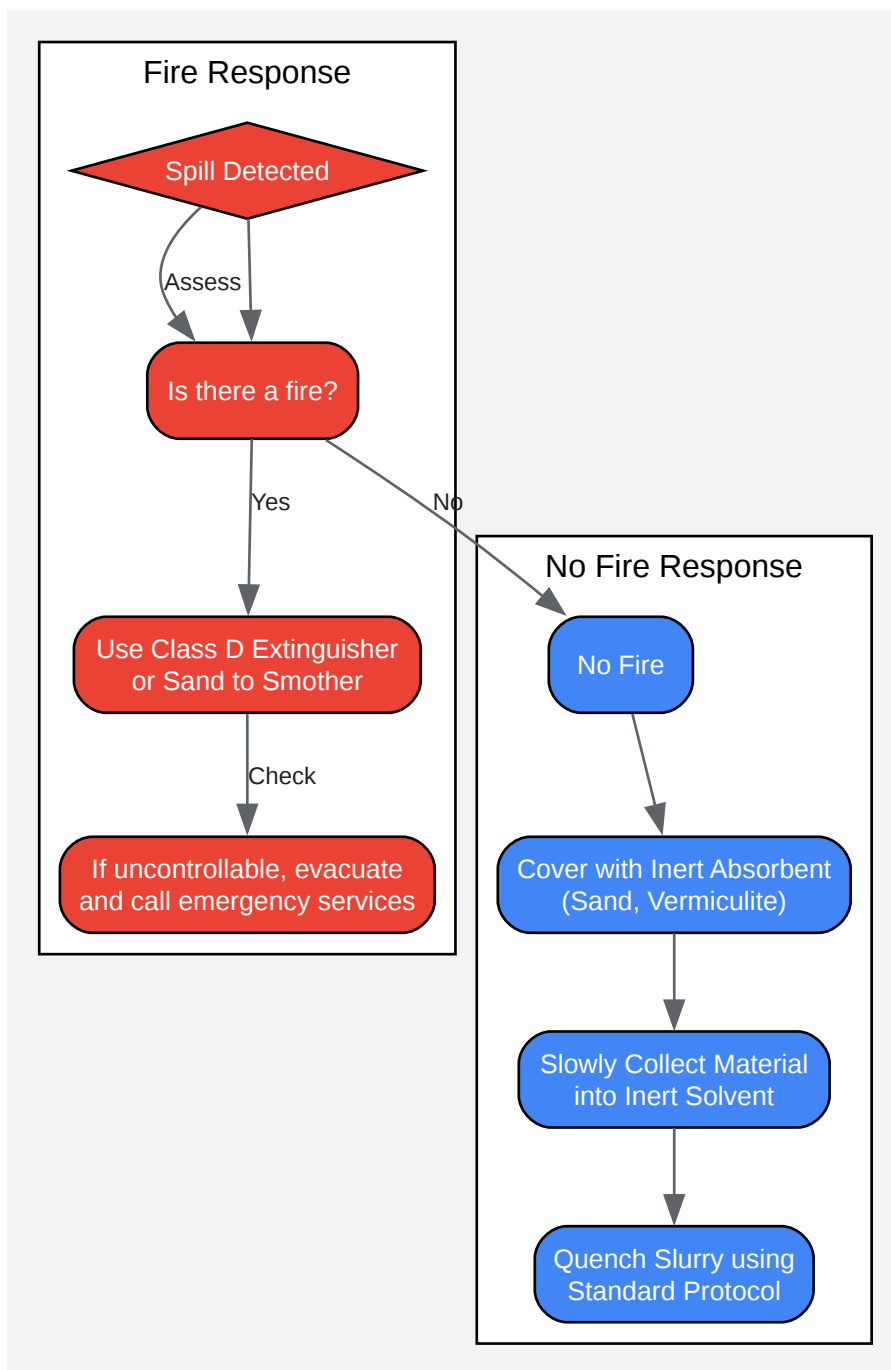 Fire Response
Spill Detected
Assess
Is there a fire?
Yes
No
Use Class D Extinguisher
or Sand to Smother
Check
If uncontrollable, evacuate
and call emergency services
No Fire Response
No Fire
Cover with Inert Absorbent
(Sand, Vermiculite)
Slowly Collect Material
into Inert Solvent
Quench Slurry using
Standard Protocol